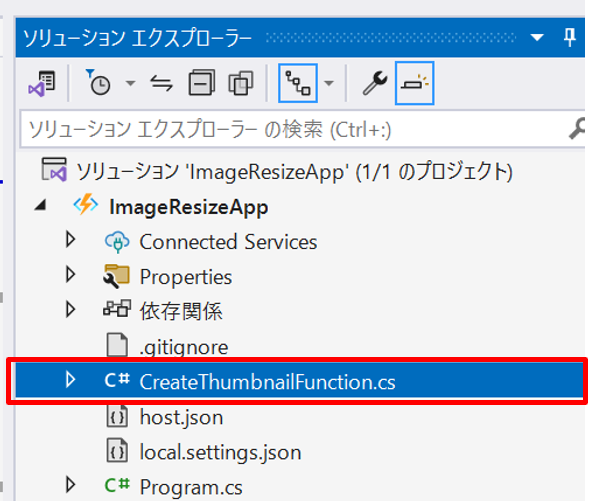 ソリューション エクスプローラー
ソリューション エクスプローラー の検索 (Ctrl+:)
ソリューション 'ImageResizeApp' (1/1 のプロジェクト)
ImageResizeApp
Connected Services
Properties
依存関係
.gitignore
C# CreateThumbnailFunction.cs
host.json
local.settings.json
C# Program.cs